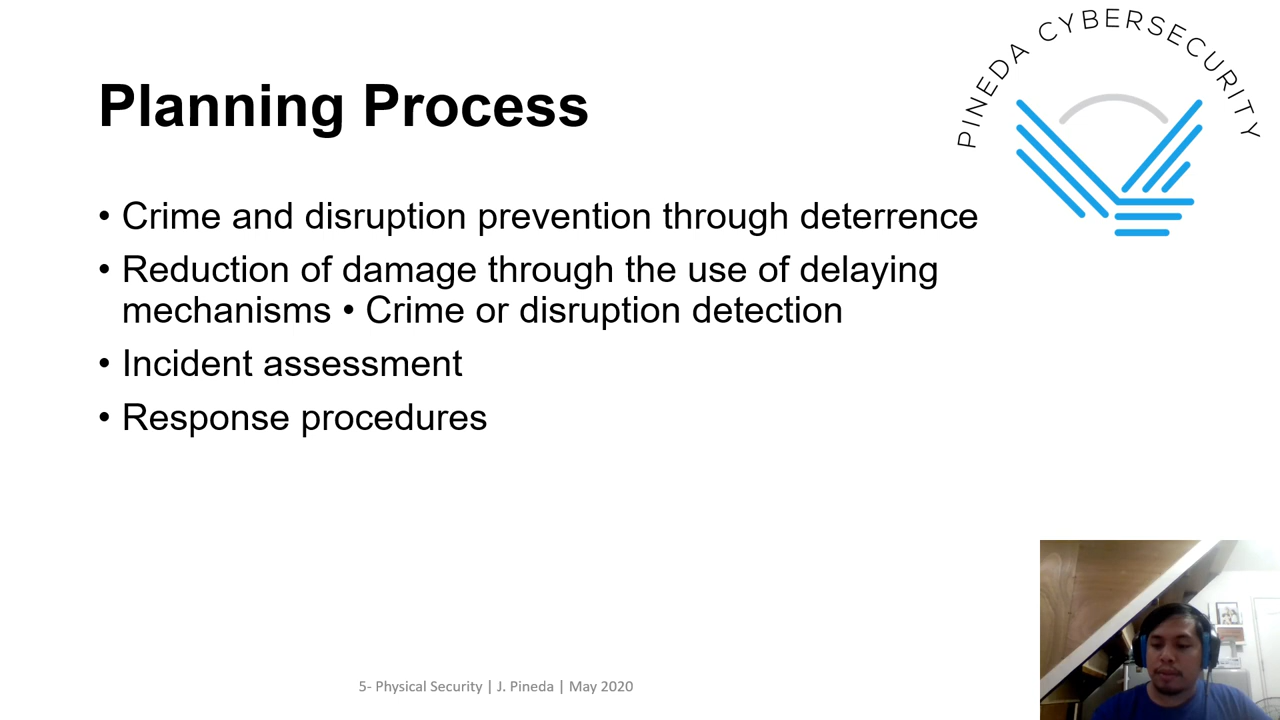 PINEDA CYBERSECURITY
Planning Process
• Crime and disruption prevention through deterrence
• Reduction of damage through the use of delaying
mechanisms • Crime or disruption detection
• Incident assessment
• Response procedures
5- Physical Security | J. Pineda | May 2020